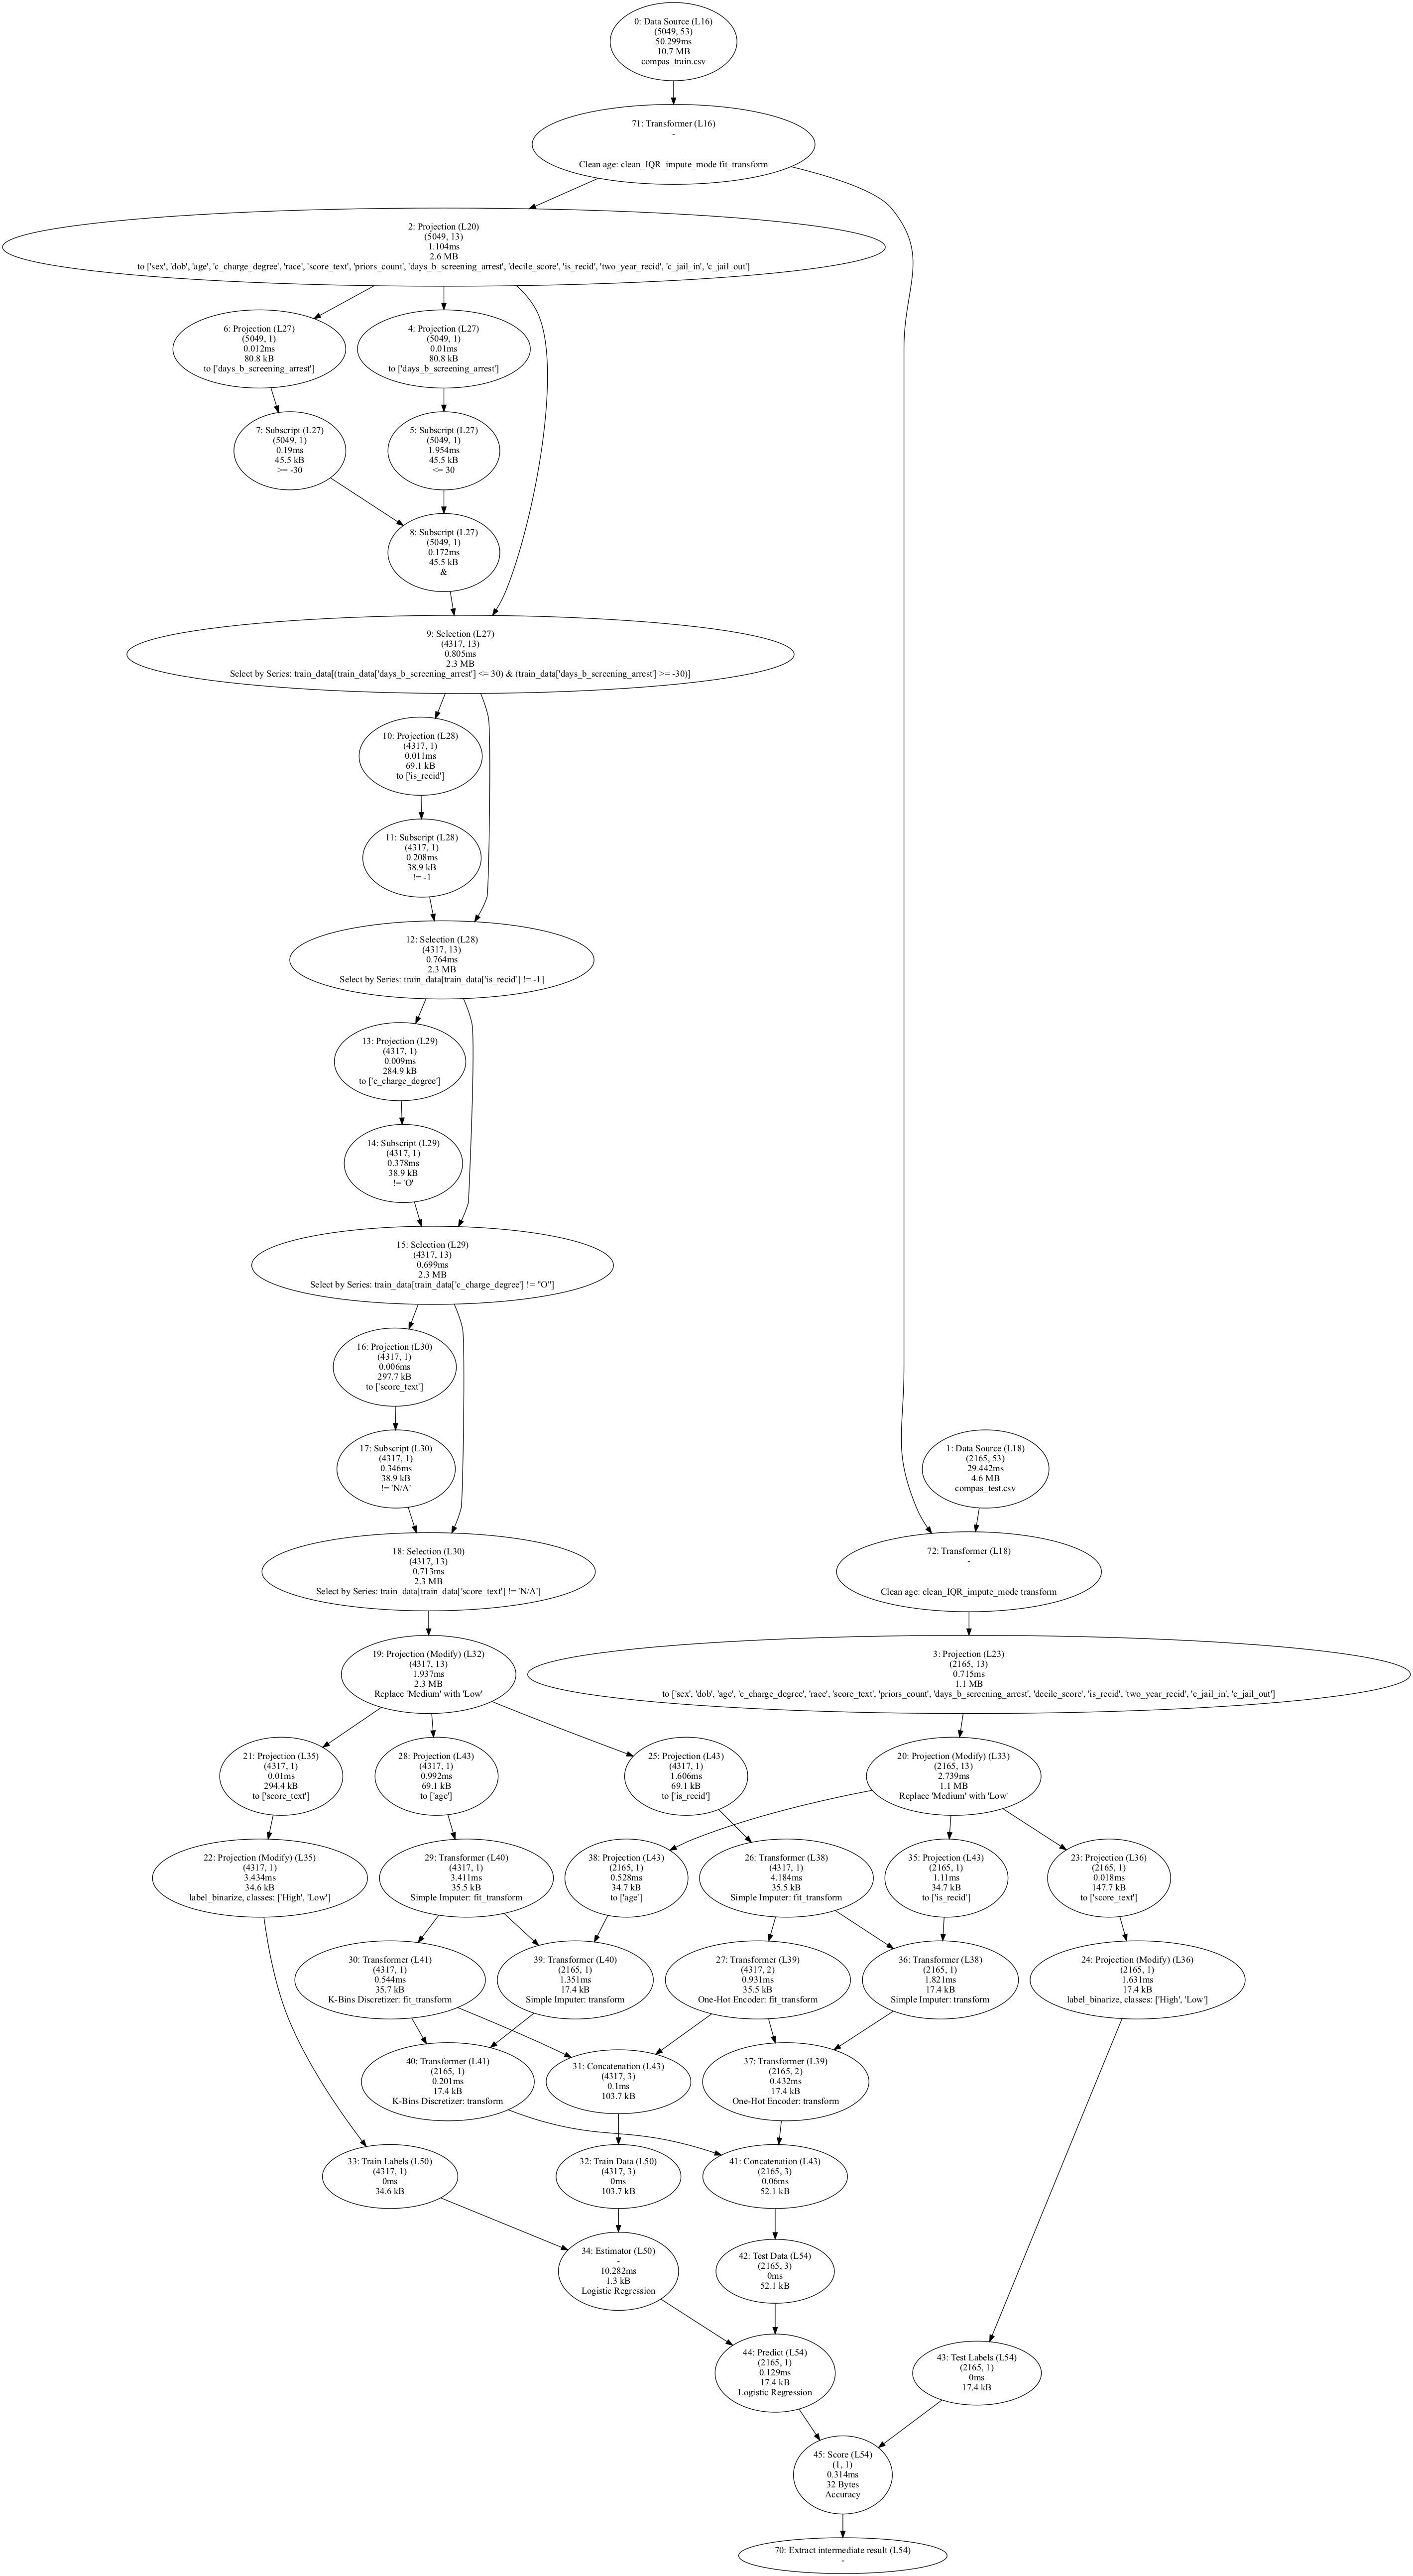 0: Data Source (L16)
(5049, 53)
50.299ms
10.7 MB
compas_train.csv
71: Transformer (L16)
-
Clean age: clean_IQR_impute_mode fit_transform
2: Projection (L20)
(5049, 13)
1.104ms
2.6 MB
to ['sex', 'dob', 'age', 'c_charge_degree', 'race', 'score_text', 'priors_count', 'days_b_screening_arrest', 'decile_score', 'is_recid', 'two_year_recid', 'c_jail_in', 'c_jail_out']
6: Projection (L27)
(5049, 1)
0.012ms
80.8 kB
to ['days_b_screening_arrest']
4: Projection (L27)
(5049, 1)
0.01ms
80.8 kB
to ['days_b_screening_arrest']
7: Subscript (L27)
(5049, 1)
0.19ms
45.5 kB
>= -30
5: Subscript (L27)
(5049, 1)
1.954ms
45.5 kB
<= 30
8: Subscript (L27)
(5049, 1)
0.172ms
45.5 kB
&
9: Selection (L27)
(4317, 13)
0.805ms
2.3 MB
Select by Series: train_data[(train_data['days_b_screening_arrest'] <= 30) & (train_data['days_b_screening_arrest'] >= -30)]
10: Projection (L28)
(4317, 1)
0.011ms
69.1 kB
to ['is_recid']
11: Subscript (L28)
(4317, 1)
0.208ms
38.9 kB
!= -1
12: Selection (L28)
(4317, 13)
0.764ms
2.3 MB
Select by Series: train_data[train_data['is_recid'] != -1]
13: Projection (L29)
(4317, 1)
0.009ms
284.9 kB
to ['c_charge_degree']
14: Subscript (L29)
(4317, 1)
0.378ms
38.9 kB
!= 'O'
15: Selection (L29)
(4317, 13)
0.699ms
2.3 MB
Select by Series: train_data[train_data['c_charge_degree'] != "O"]
16: Projection (L30)
(4317, 1)
0.006ms
297.7 kB
to ['score_text']
17: Subscript (L30)
(4317, 1)
0.346ms
38.9 kB
!= 'N/A'
1: Data Source (L18)
(2165, 53)
29.442ms
4.6 MB
compas_test.csv
18: Selection (L30)
(4317, 13)
0.713ms
2.3 MB
Select by Series: train_data[train_data['score_text'] != 'N/A']
72: Transformer (L18)
-
Clean age: clean_IQR_impute_mode transform
19: Projection (Modify) (L32)
(4317, 13)
1.937ms
2.3 MB
Replace 'Medium' with 'Low'
3: Projection (L23)
(2165, 13)
0.715ms
1.1 MB
to ['sex', 'dob', 'age', 'c_charge_degree', 'race', 'score_text', 'priors_count', 'days_b_screening_arrest', 'decile_score', 'is_recid', 'two_year_recid', 'c_jail_in', 'c_jail_out']
21: Projection (L35)
(4317, 1)
0.01ms
294.4 kB
to ['score_text']
28: Projection (L43)
(4317, 1)
0.992ms
69.1 kB
to ['age']
25: Projection (L43)
(4317, 1)
1.606ms
69.1 kB
to ['is_recid']
20: Projection (Modify) (L33)
(2165, 13)
2.739ms
1.1 MB
Replace 'Medium' with 'Low'
22: Projection (Modify) (L35)
(4317, 1)
3.434ms
34.6 kB
label_binarize, classes: ['High', 'Low']
29: Transformer (L40)
(4317, 1)
3.411ms
35.5 kB
Simple Imputer: fit_transform
38: Projection (L43)
(2165, 1)
0.528ms
34.7 kB
to ['age']
26: Transformer (L38)
(4317, 1)
4.184ms
35.5 kB
Simple Imputer: fit_transform
35: Projection (L43)
(2165, 1)
1.11ms
34.7 kB
to ['is_recid']
23: Projection (L36)
(2165, 1)
0.018ms
147.7 kB
to ['score_text']
30: Transformer (L41)
(4317, 1)
0.544ms
35.7 kB
K-Bins Discretizer: fit_transform
39: Transformer (L40)
(2165, 1)
1.351ms
17.4 kB
Simple Imputer: transform
27: Transformer (L39)
(4317, 2)
0.931ms
35.5 kB
One-Hot Encoder: fit_transform
36: Transformer (L38)
(2165, 1)
1.821ms
17.4 kB
Simple Imputer: transform
24: Projection (Modify) (L36)
(2165, 1)
1.631ms
17.4 kB
label_binarize, classes: ['High', 'Low']
40: Transformer (L41)
(2165, 1)
0.201ms
17.4 kB
K-Bins Discretizer: transform
31: Concatenation (L43)
(4317, 3)
0.1ms
103.7 kB
37: Transformer (L39)
(2165, 2)
0.432ms
17.4 kB
One-Hot Encoder: transform
33: Train Labels (L50)
(4317, 1)
0ms
34.6 kB
32: Train Data (L50)
(4317, 3)
0ms
103.7 kB
41: Concatenation (L43)
(2165, 3)
0.06ms
52.1 kB
34: Estimator (L50)
-
10.282ms
1.3 kB
Logistic Regression
42: Test Data (L54)
(2165, 3)
0ms
52.1 kB
44: Predict (L54)
(2165, 1)
0.129ms
17.4 kB
Logistic Regression
43: Test Labels (L54)
(2165, 1)
0ms
17.4 kB
45: Score (L54)
(1, 1)
0.314ms
32 Bytes
Accuracy
70: Extract intermediate result (L54)
-